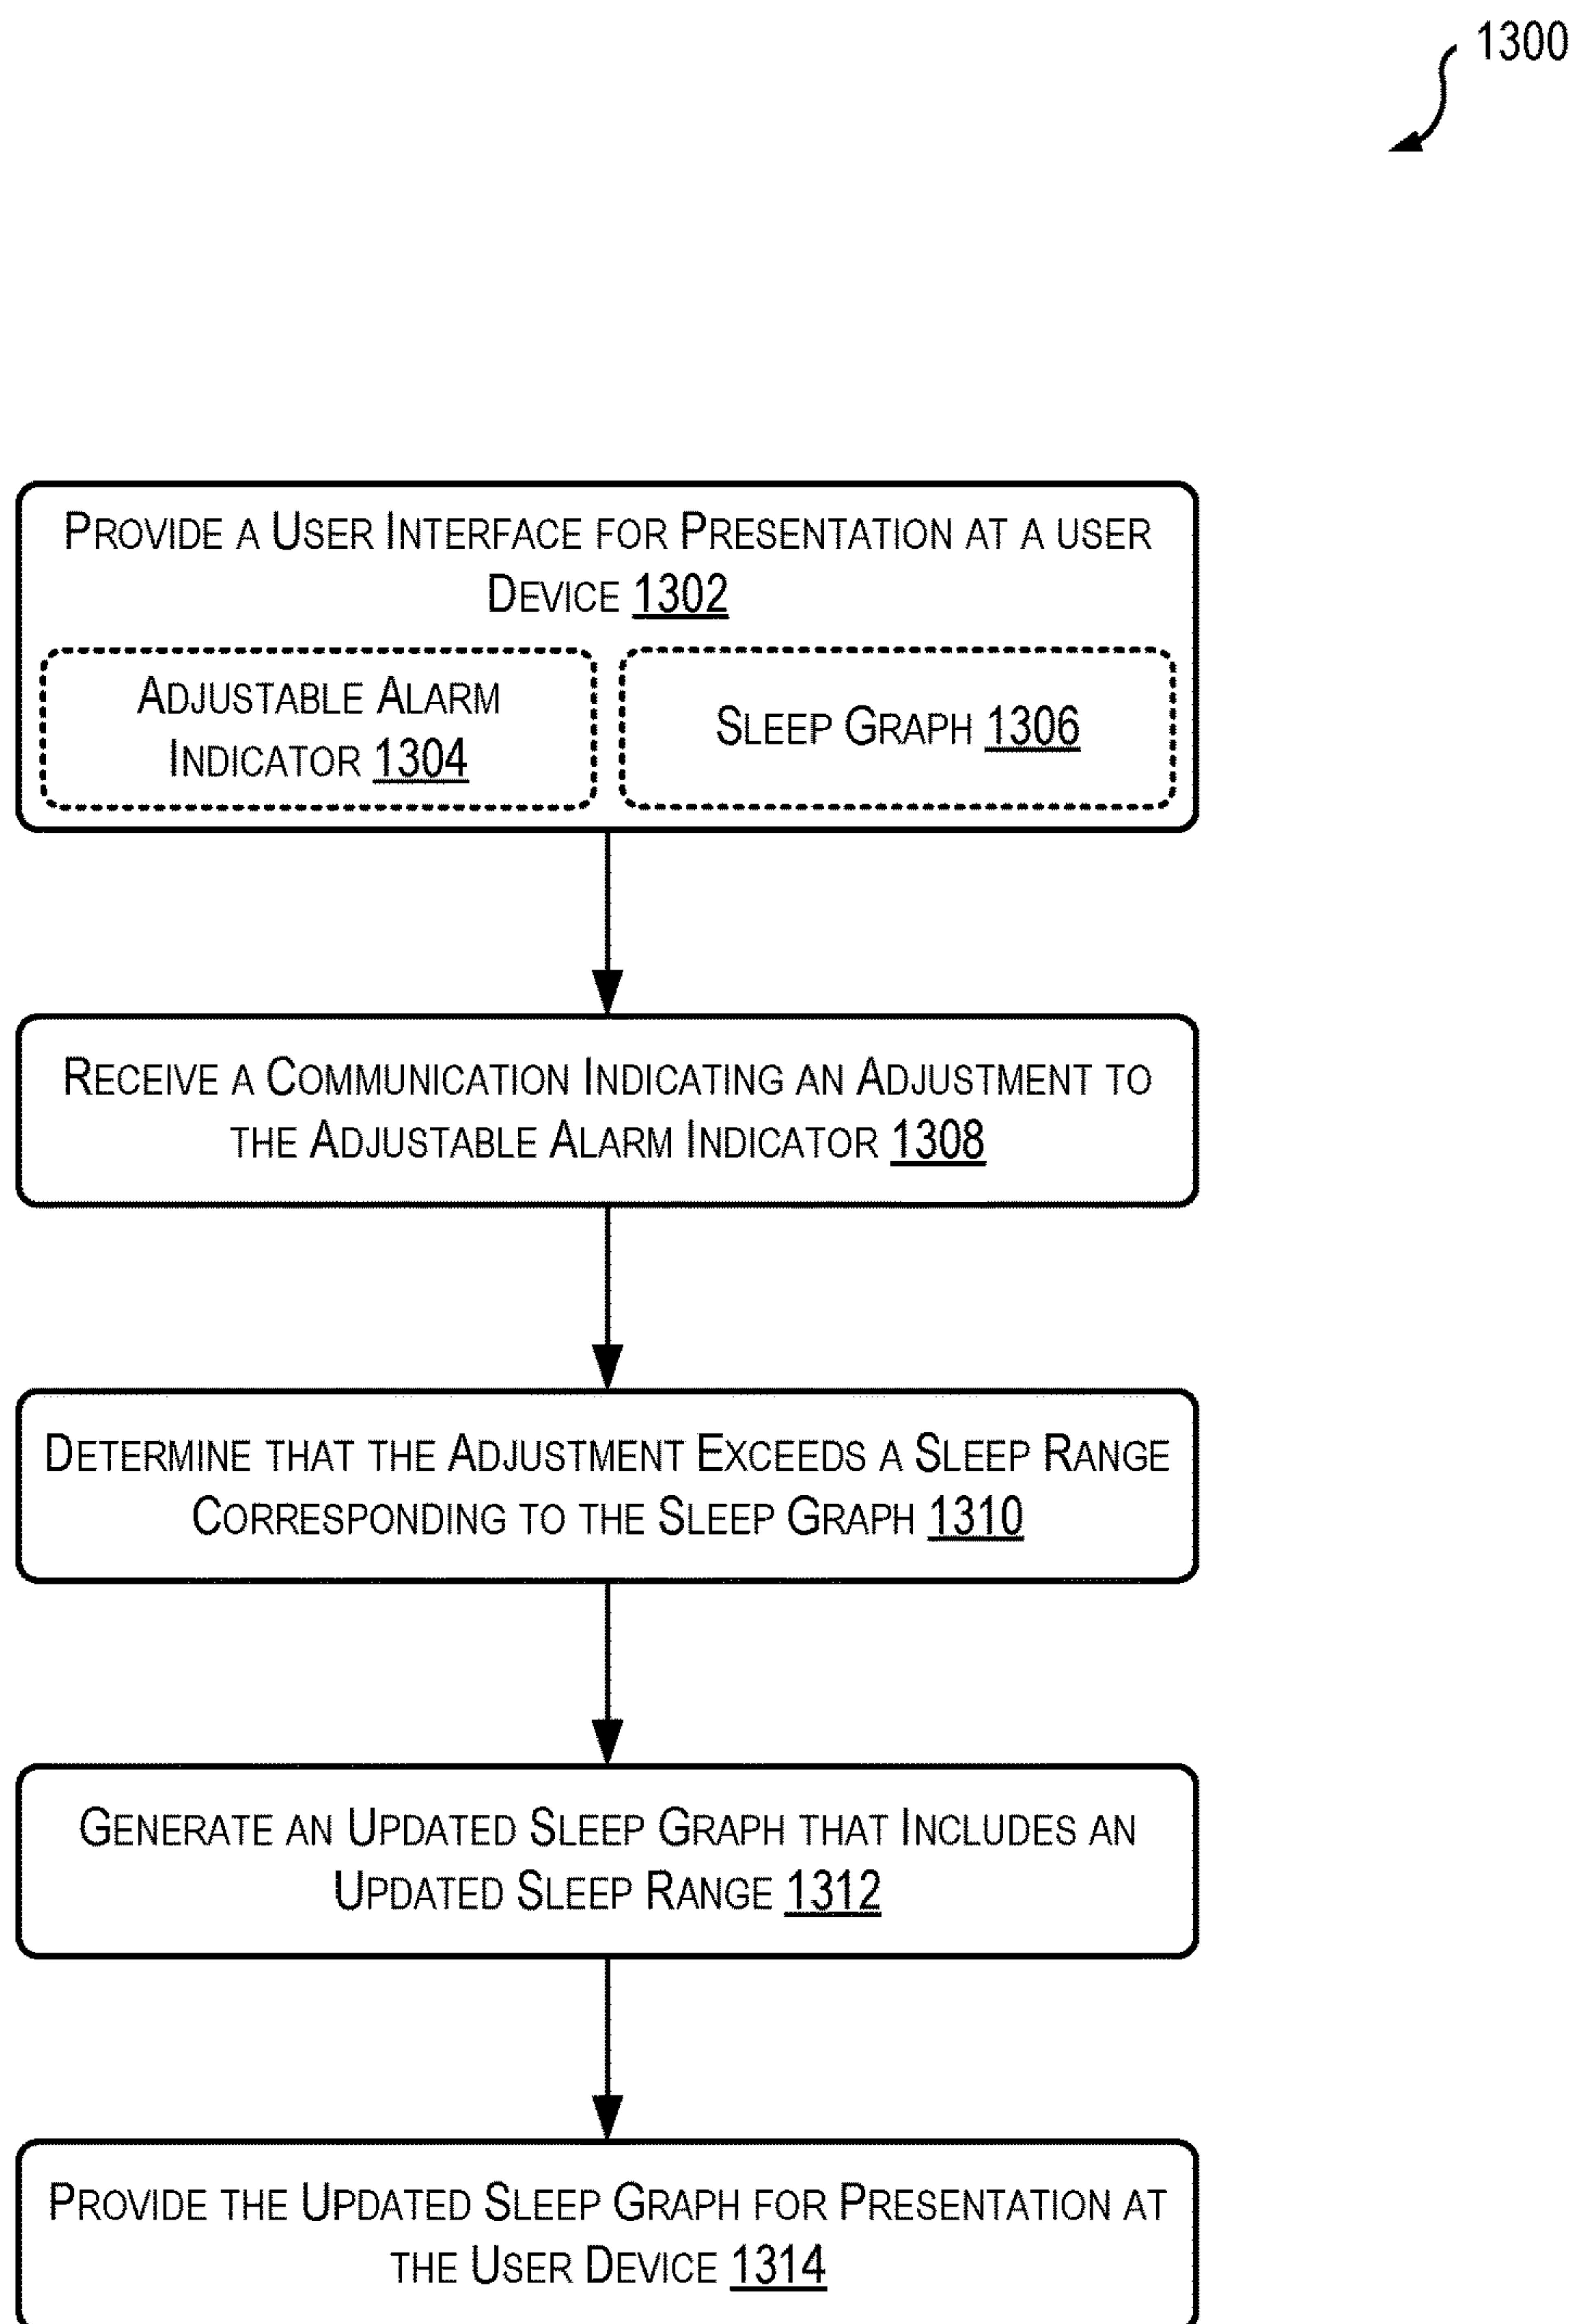 1300
PROVIDE A USER INTERFACE FOR PRESENTATION AT A USER
DEVICE 1302
ADJUSTABLE ALARM
INDICATOR 1304
SLEEP GRAPH 1306
RECEIVE A COMMUNICATION INDICATING AN ADJUSTMENT TO
THE ADJUSTABLE ALARM INDICATOR 1308
DETERMINE THAT THE ADJUSTMENT EXCEEDS A SLEEP RANGE
CORRESPONDING TO THE SLEEP GRAPH 1310
GENERATE AN UPDATED SLEEP GRAPH THAT INCLUDES AN
UPDATED SLEEP RANGE 1312
PROVIDE THE UPDATED SLEEP GRAPH FOR PRESENTATION AT
THE USER DEVICE 1314